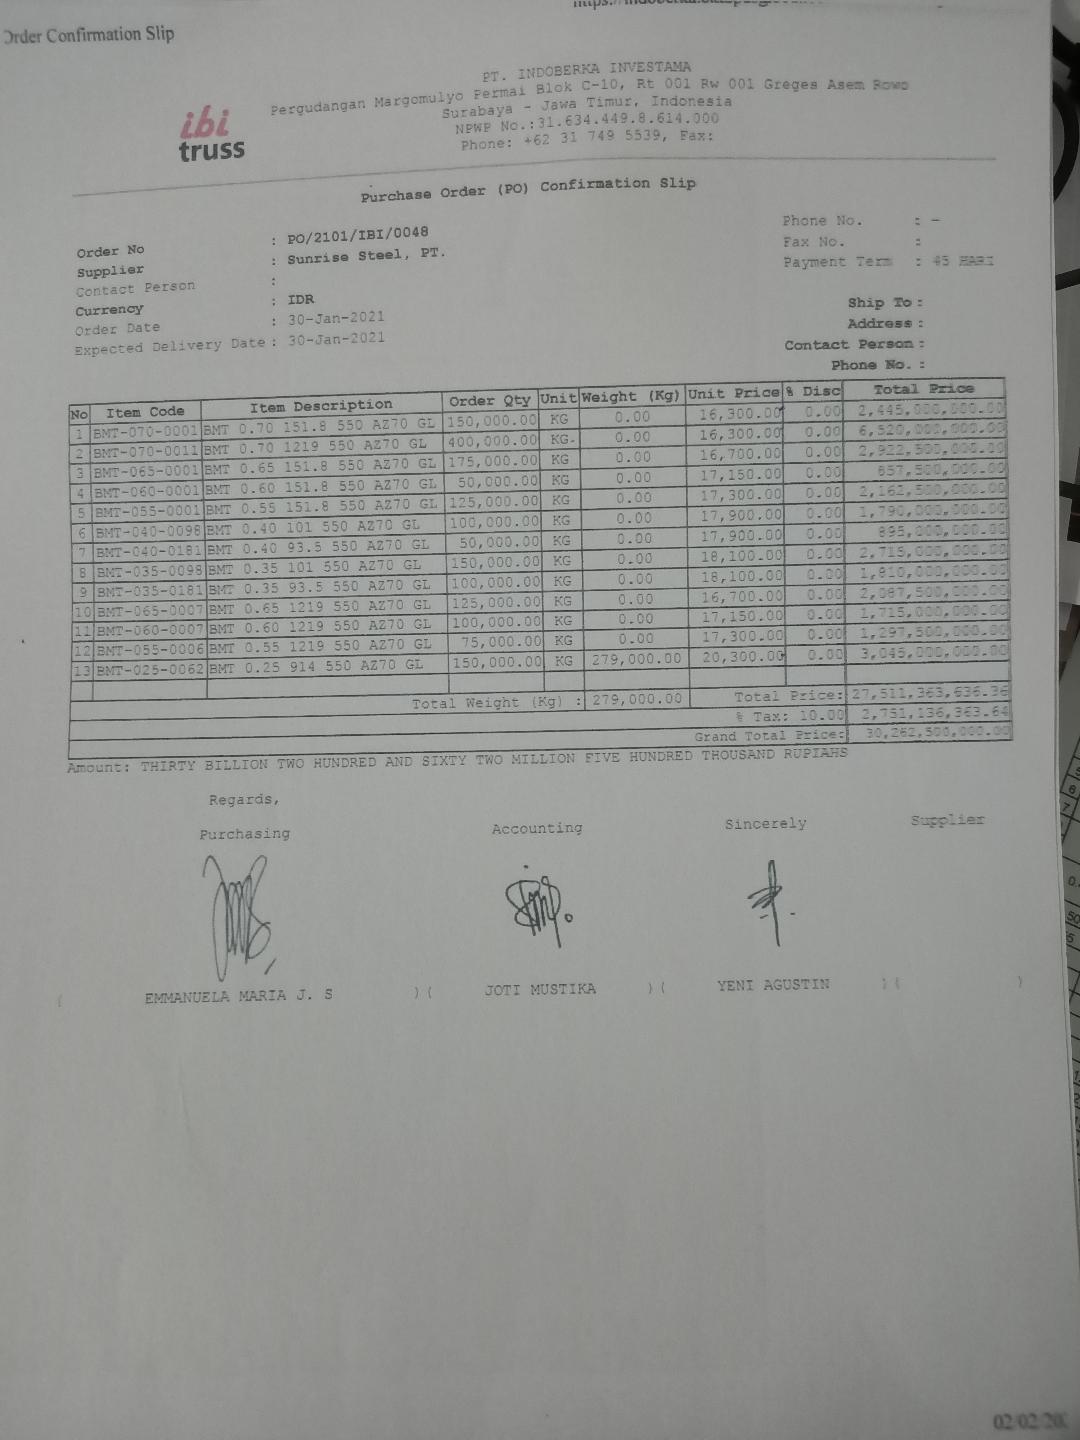 Order Confirmation Slip
ibi
truss
PT. INDOBERKA INVESTAMA
Pergudangan Margomulyo Permai Blok C-10, Rt 001 Rw 001 Greges Asem Rowo
Surabaya - Jawa Timur, Indonesia
NPWP No.:31.634.449.8.614.000
Phone: +62 31 749 5539, Fax:
Purchase Order (PO) Confirmation Slip
Order No : PO/2101/IBI/0048
Supplier : Sunrise Steel, PT.
Contact Person :
Currency : IDR
Order Date : 30-Jan-2021
Expected Delivery Date : 30-Jan-2021
Phone No. : -
Fax No. :
Payment Term : 45 HARI
Ship To :
Address :
Contact Person :
Phone No. :
No Item Code Item Description Order Qty Unit Weight (Kg) Unit Price % Disc Total Price
1 BMT-070-0001 BMT 0.70 151.8 550 AZ70 GL 150,000.00 KG 0.00 16,300.00 0.00 2,445,000,000.00
2 BMT-070-0011 BMT 0.70 1219 550 AZ70 GL 400,000.00 KG. 0.00 16,300.00 0.00 6,520,000,000.00
3 BMT-065-0001 BMT 0.65 151.8 550 AZ70 GL 175,000.00 KG 0.00 16,700.00 0.00 2,922,500,000.00
4 BMT-060-0001 BMT 0.60 151.8 550 AZ70 GL 50,000.00 KG 0.00 17,150.00 0.00 857,500,000.00
5 BMT-055-0001 BMT 0.55 151.8 550 AZ70 GL 125,000.00 KG 0.00 17,300.00 0.00 2,162,500,000.00
6 BMT-040-0098 BMT 0.40 101 550 AZ70 GL 100,000.00 KG 0.00 17,900.00 0.00 1,790,000,000.00
7 BMT-040-0181 BMT 0.40 93.5 550 AZ70 GL 50,000.00 KG 0.00 17,900.00 0.00 895,000,000.00
8 BMT-035-0098 BMT 0.35 101 550 AZ70 GL 150,000.00 KG 0.00 18,100.00 0.00 2,715,000,000.00
9 BMT-035-0181 BMT 0.35 93.5 550 AZ70 GL 100,000.00 KG 0.00 18,100.00 0.00 1,810,000,000.00
10 BMT-065-0007 BMT 0.65 1219 550 AZ70 GL 125,000.00 KG 0.00 16,700.00 0.00 2,087,500,000.00
11 BMT-060-0007 BMT 0.60 1219 550 AZ70 GL 100,000.00 KG 0.00 17,150.00 0.00 1,715,000,000.00
12 BMT-055-0006 BMT 0.55 1219 550 AZ70 GL 75,000.00 KG 0.00 17,300.00 0.00 1,297,500,000.00
13 BMT-025-0062 BMT 0.25 914 550 AZ70 GL 150,000.00 KG 279,000.00 20,300.00 0.00 3,045,000,000.00
Total Weight (Kg) : 279,000.00 Total Price: 27,511,363,636.36
% Tax: 10.00 2,751,136,363.64
Grand Total Price: 30,262,500,000.00
Amount: THIRTY BILLION TWO HUNDRED AND SIXTY TWO MILLION FIVE HUNDRED THOUSAND RUPIAHS
Regards,
Purchasing Accounting Sincerely Supplier
( EMMANUELA MARIA J. S ) ( JOTI MUSTIKA ) ( YENI AGUSTIN ) ( )